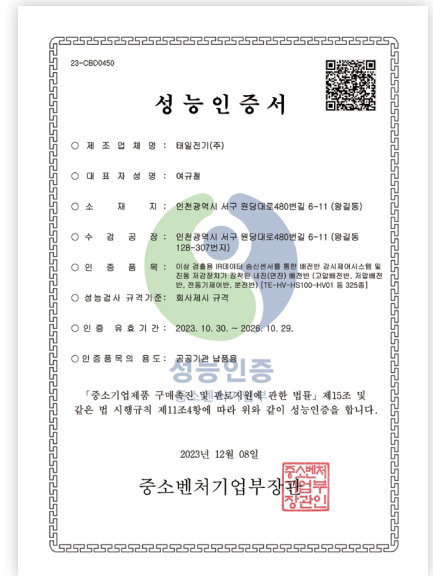 23-CBD0450
성능인증서
○ 제 조 업 체 명 : 태일전기(주)
○ 대 표 자 성 명 : 여규철
○ 소 재 지 : 인천광역시 서구 원당대로480번길 6-11 (왕길동)
○ 수 검 공 장 : 인천광역시 서구 원당대로480번길 6-11 (왕길동
128-307번지)
○ 인 증 품 목 : 이상 검출용 IR데이터 송신센서를 통한 배전반 감시제어시스템 및
진동 저감장치가 장착된 내진(면진) 배전반 (고압배전반, 저압배전
반, 전동기제어반, 분전반) [TE-HV-HS100-HV01 등 325종]
○ 성능검사 규격기준: 회사제시 규격
○ 인 증 유 효 기 간 : 2023. 10. 30. ~ 2026. 10. 29.
○ 인증품목의 용도: 공공기관 납품용
성능인증
「중소기업제품 구매촉진 및 판로지원에 관한 법률」제15조 및
같은 법 시행규칙 제11조4항에 따라 위와 같이 성능인증을 합니다.
2023년 12월 08일
중소벤처기업부장관
중소벤처
기업부
장관인